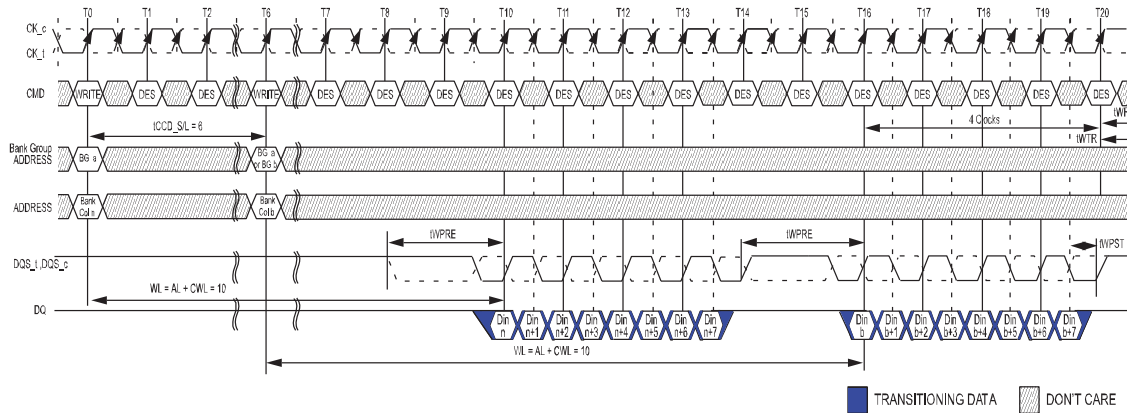 T0 T1 T2 T6 T7 T8 T9 T10 T11 T12 T13 T14 T15 T16 T17 T18 T19 T20
CK_c
CK_t
CMD WRITE DES DES WRITE DES DES DES DES DES DES DES DES DES DES DES DES DES DES
tCCD_S/L = 6
4 Clocks
tWR
tWTR
Bank Group
ADDRESS
BG a
BG a
or BG b
ADDRESS
Bank
Col n
Bank
Col b
tWPRE
tWPRE
tWPST
DQS_t ,DQS_c
WL = AL + CWL = 10
DQ
Din
n
Din
n+1
Din
n+2
Din
n+3
Din
n+4
Din
n+5
Din
n+6
Din
n+7
Din
b
Din
b+1
Din
b+2
Din
b+3
Din
b+4
Din
b+5
Din
b+6
Din
b+7
WL = AL + CWL = 10
TRANSITIONING DATA
DON'T CARE